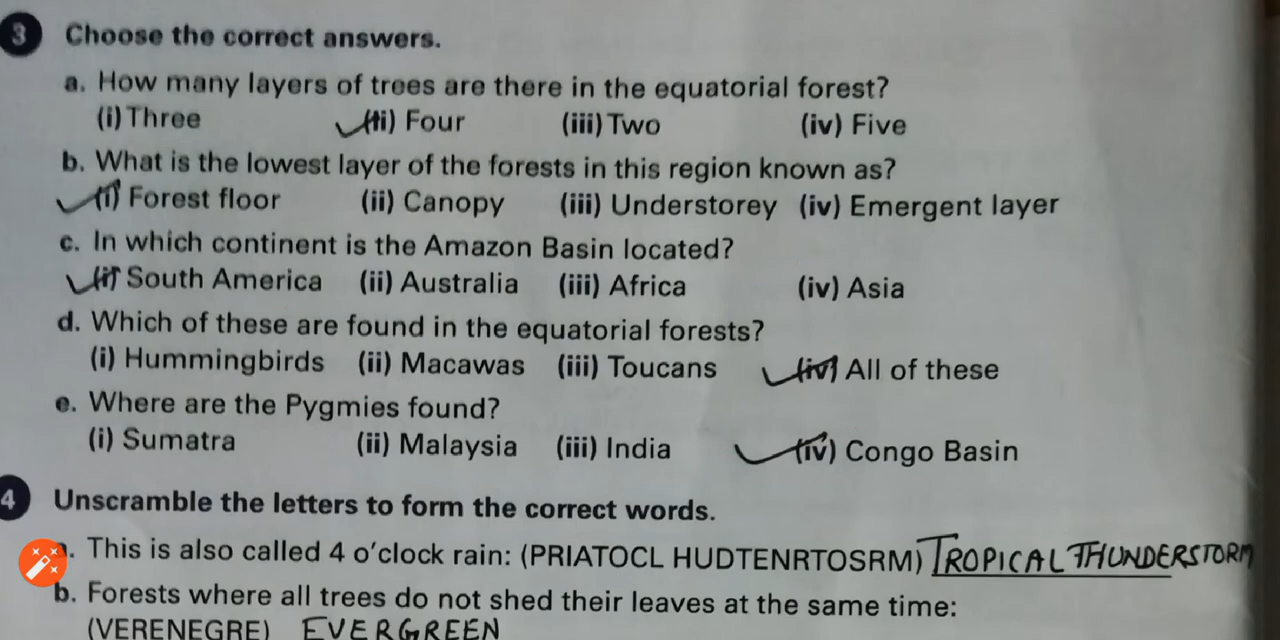 3 Choose the correct answers.
a. How many layers of trees are there in the equatorial forest?
(i) Three (ii) Four (iii) Two (iv) Five
b. What is the lowest layer of the forests in this region known as?
(i) Forest floor (ii) Canopy (iii) Understorey (iv) Emergent layer
c. In which continent is the Amazon Basin located?
(i) South America (ii) Australia (iii) Africa (iv) Asia
d. Which of these are found in the equatorial forests?
(i) Hummingbirds (ii) Macawas (iii) Toucans (iv) All of these
e. Where are the Pygmies found?
(i) Sumatra (ii) Malaysia (iii) India (iv) Congo Basin
4 Unscramble the letters to form the correct words.
a. This is also called 4 o'clock rain: (PRIATOCL HUDTENRTOSRM) TROPICAL THUNDERSTORM
b. Forests where all trees do not shed their leaves at the same time:
(VERENEGRE) EVERGREEN